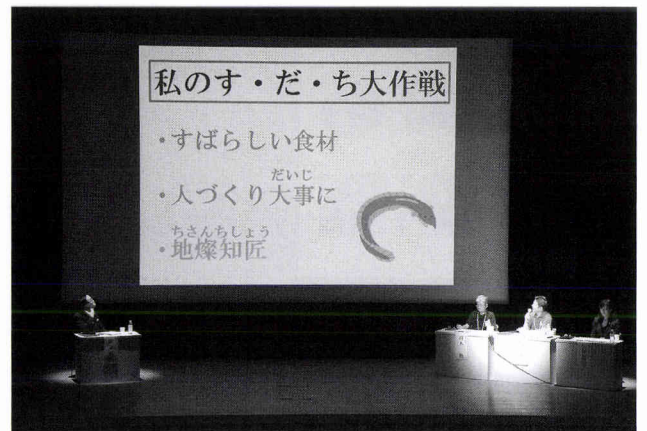 私のす・だ・ち大作戦
・すばらしい食材
だいじ
・人づくり大事に
ちさんちしょう
・地燦知匠